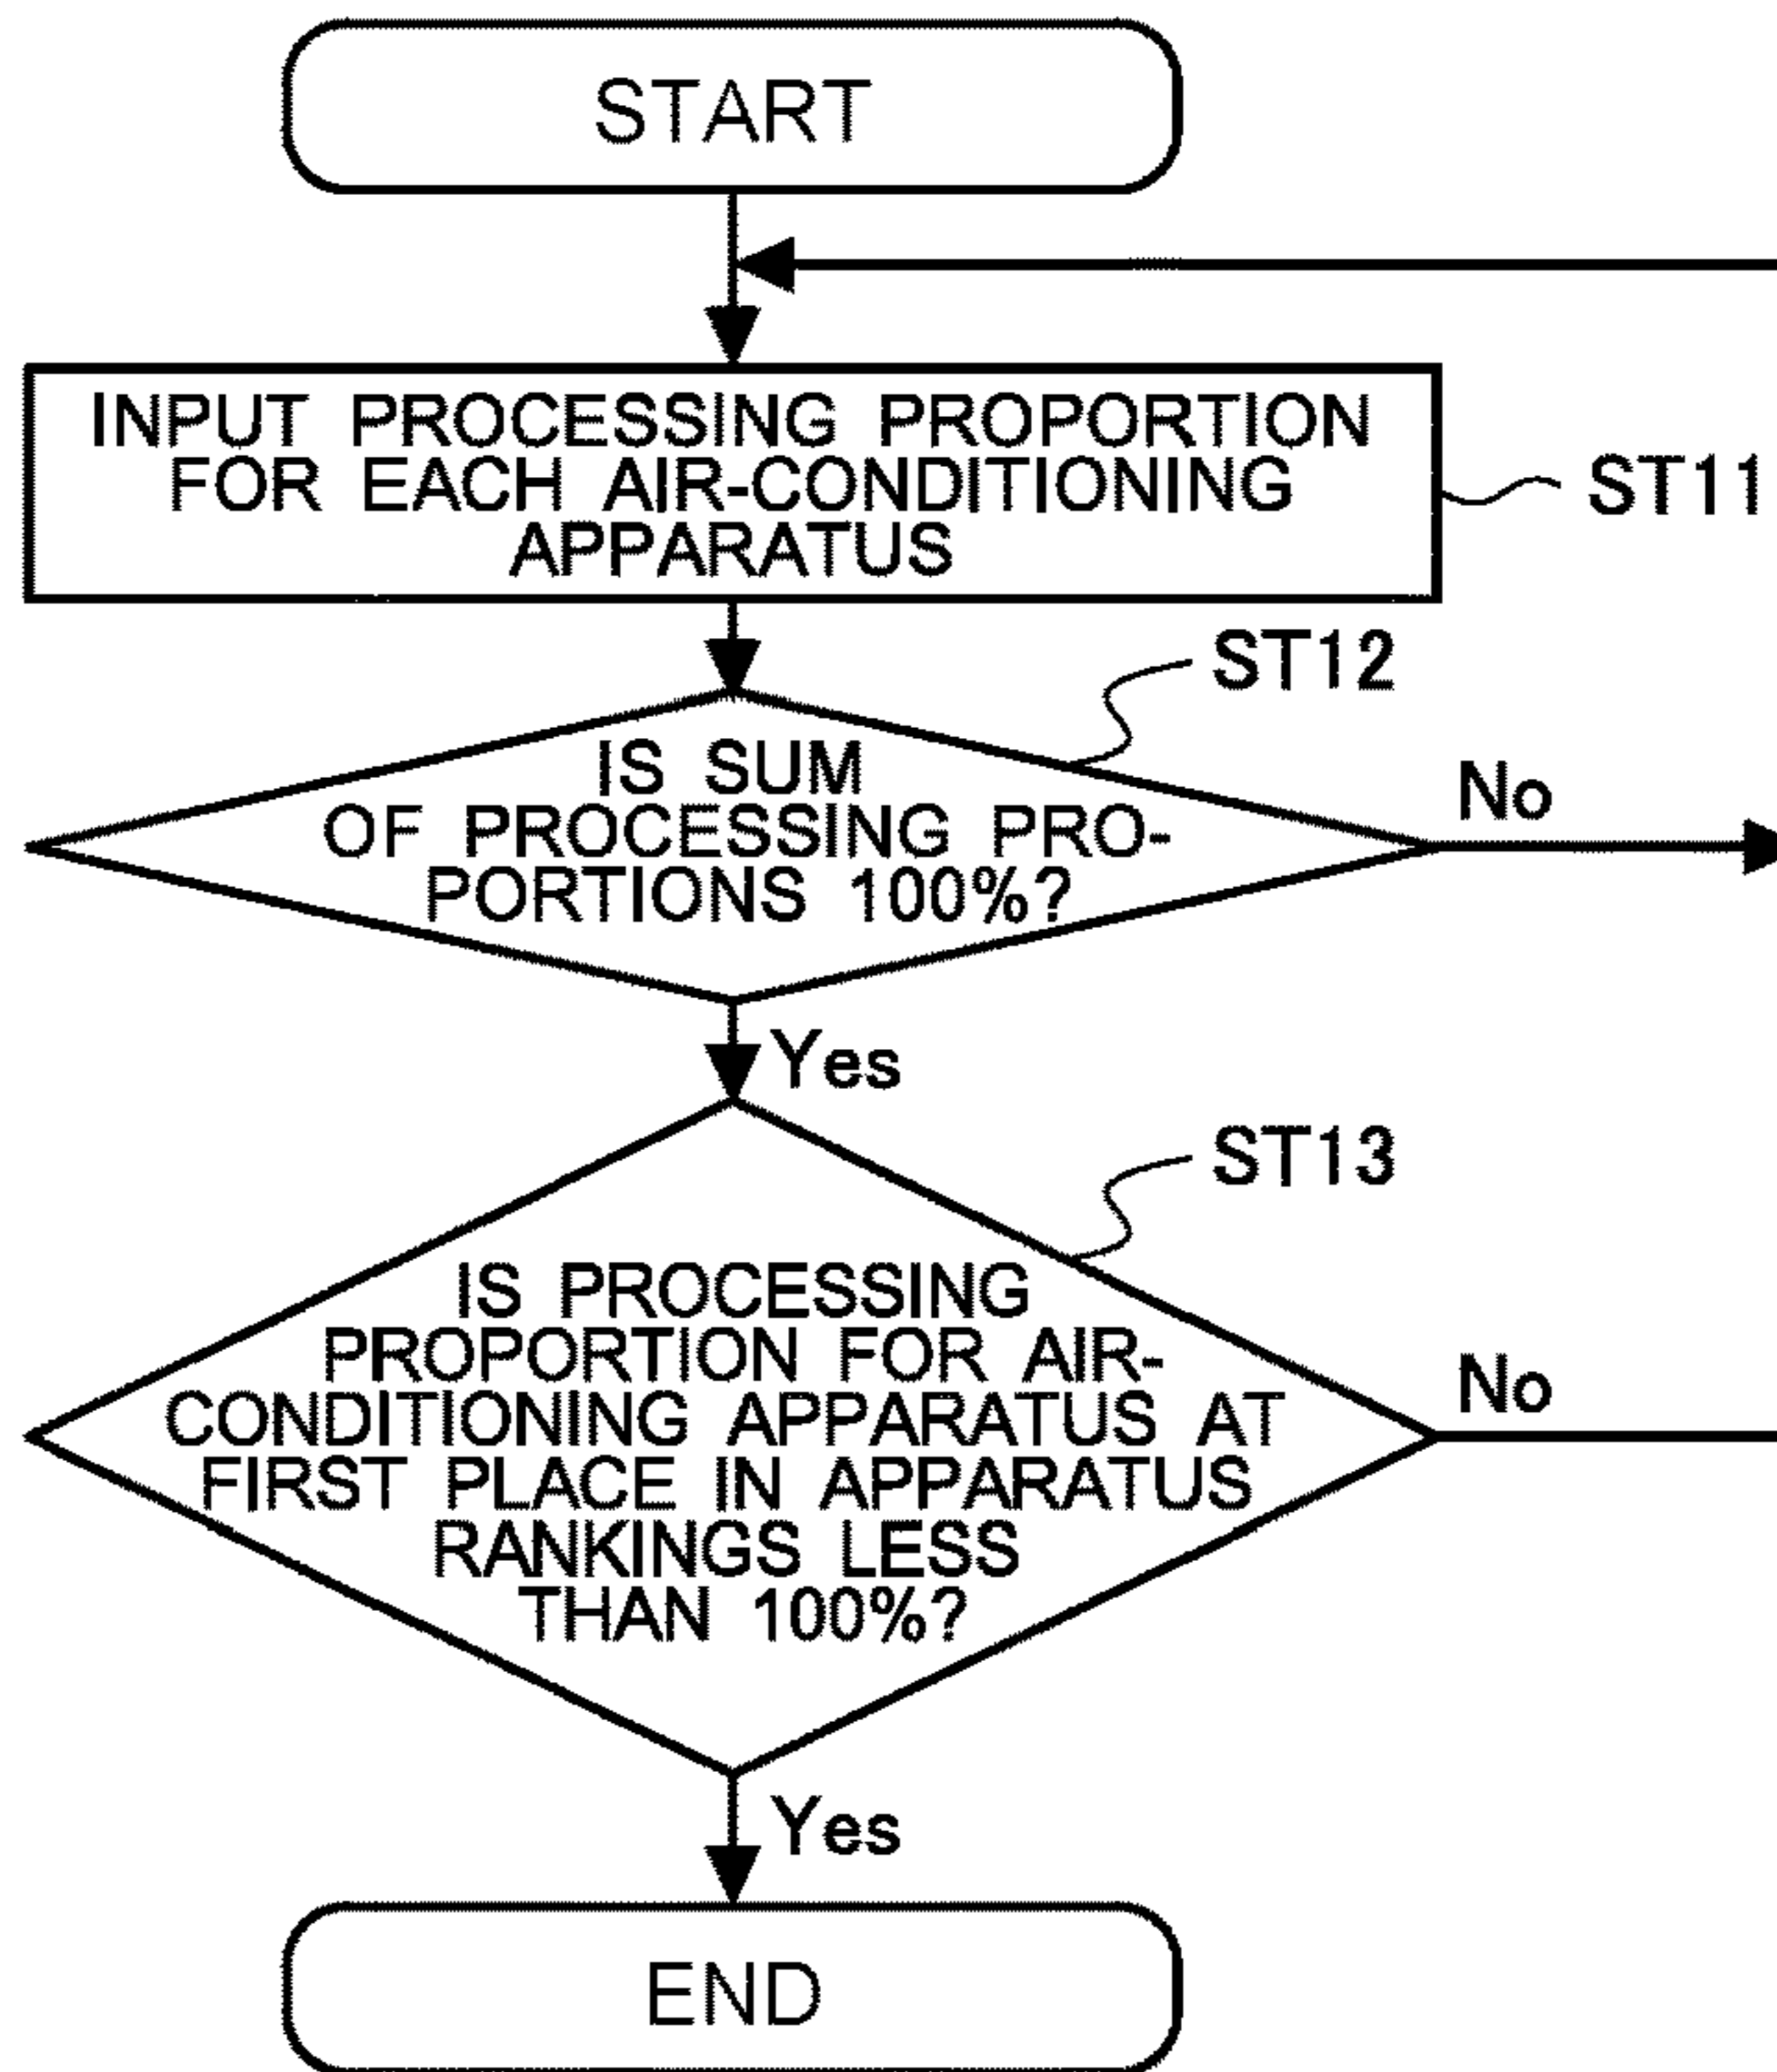 START
INPUT PROCESSING PROPORTION
FOR EACH AIR-CONDITIONING
APPARATUS
ST11
ST12
IS SUM
OF PROCESSING PRO-
PORTIONS 100%?
No
Yes
ST13
IS PROCESSING
PROPORTION FOR AIR-
CONDITIONING APPARATUS AT
FIRST PLACE IN APPARATUS
RANKINGS LESS
THAN 100%?
No
Yes
END